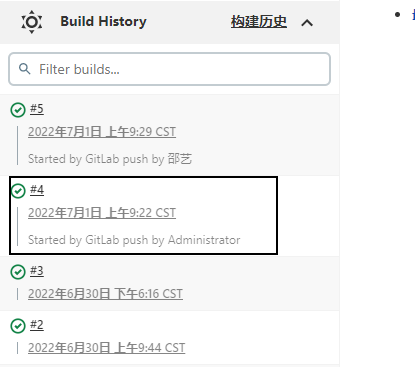 Build History 构建历史
Filter builds...
#5
2022年7月1日 上午9:29 CST
Started by GitLab push by 邵艺
#4
2022年7月1日 上午9:22 CST
Started by GitLab push by Administrator
#3
2022年6月30日 下午6:16 CST
#2
2022年6月30日 上午9:44 CST